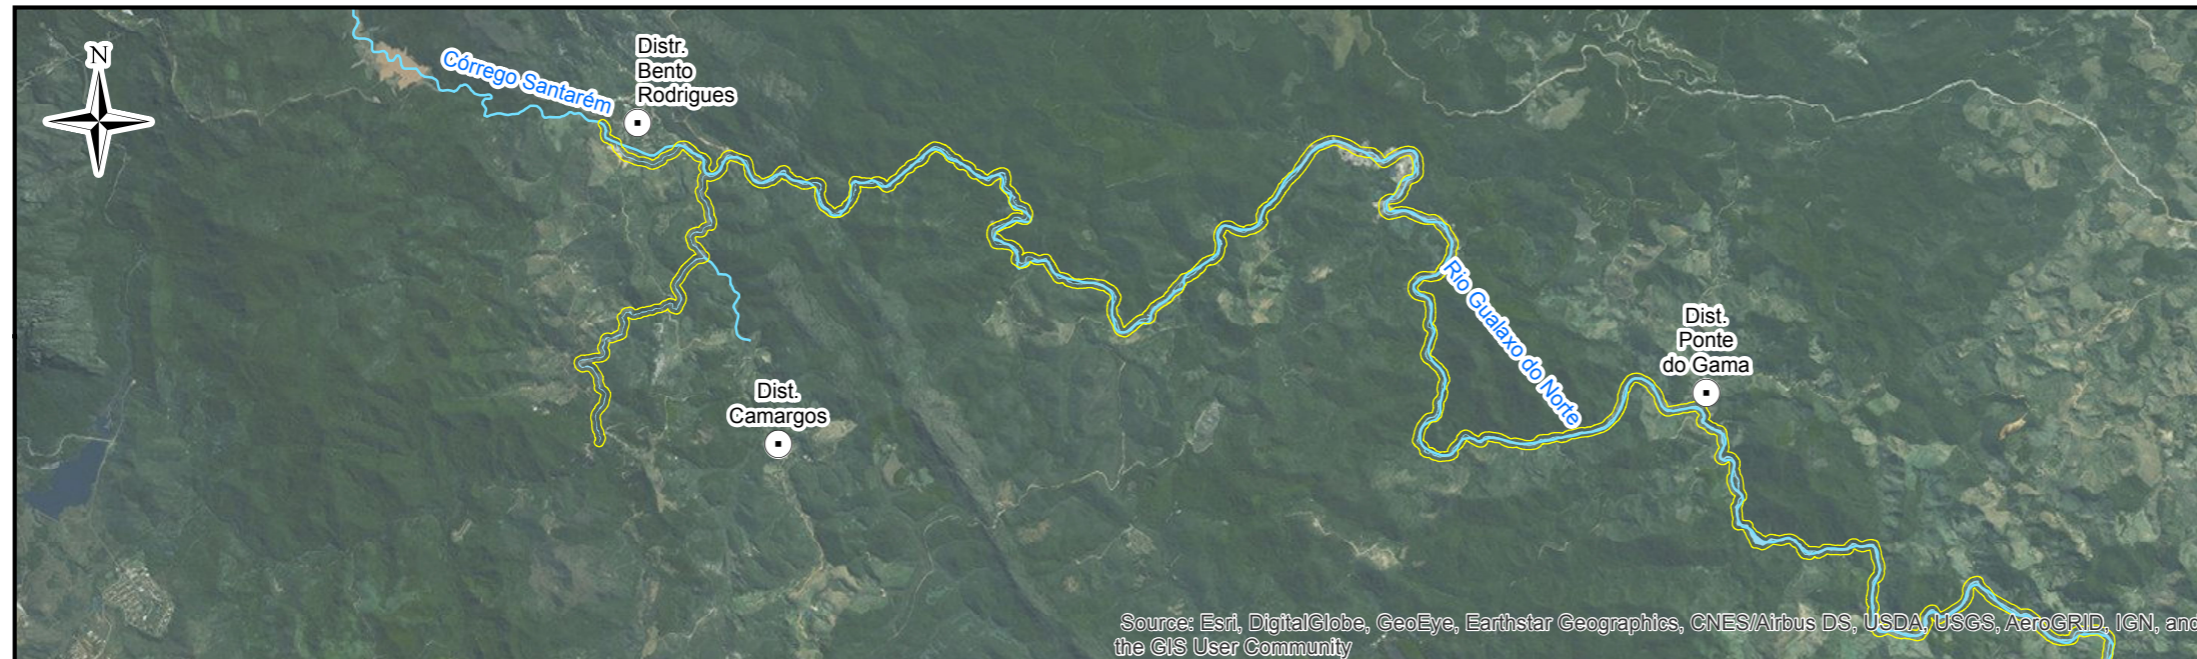 N
Córrego Santarém
Distr.
Bento
Rodrigues
Rio Gualaxo do Norte
Dist.
Ponte
do Gama
Dist.
Camargos
Source: Esri, DigitalGlobe, GeoEye, Earthstar Geographics, CNES/Airbus DS, USDA, USGS, AeroGRID, IGN, and
the GIS User Community